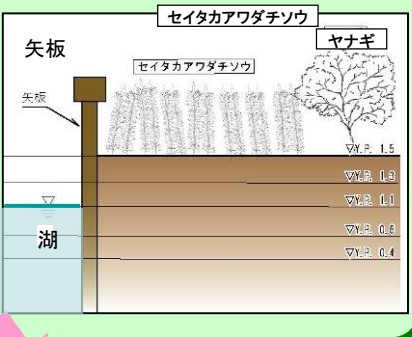 セイタカアワダチソウ
矢板
ヤナギ
セイタカアワダチソウ
矢板
▽Y.P. 1.5
▽Y.P. 1.3
▽Y.P. 1.1
湖
▽Y.P. 0.6
▽Y.P. 0.4